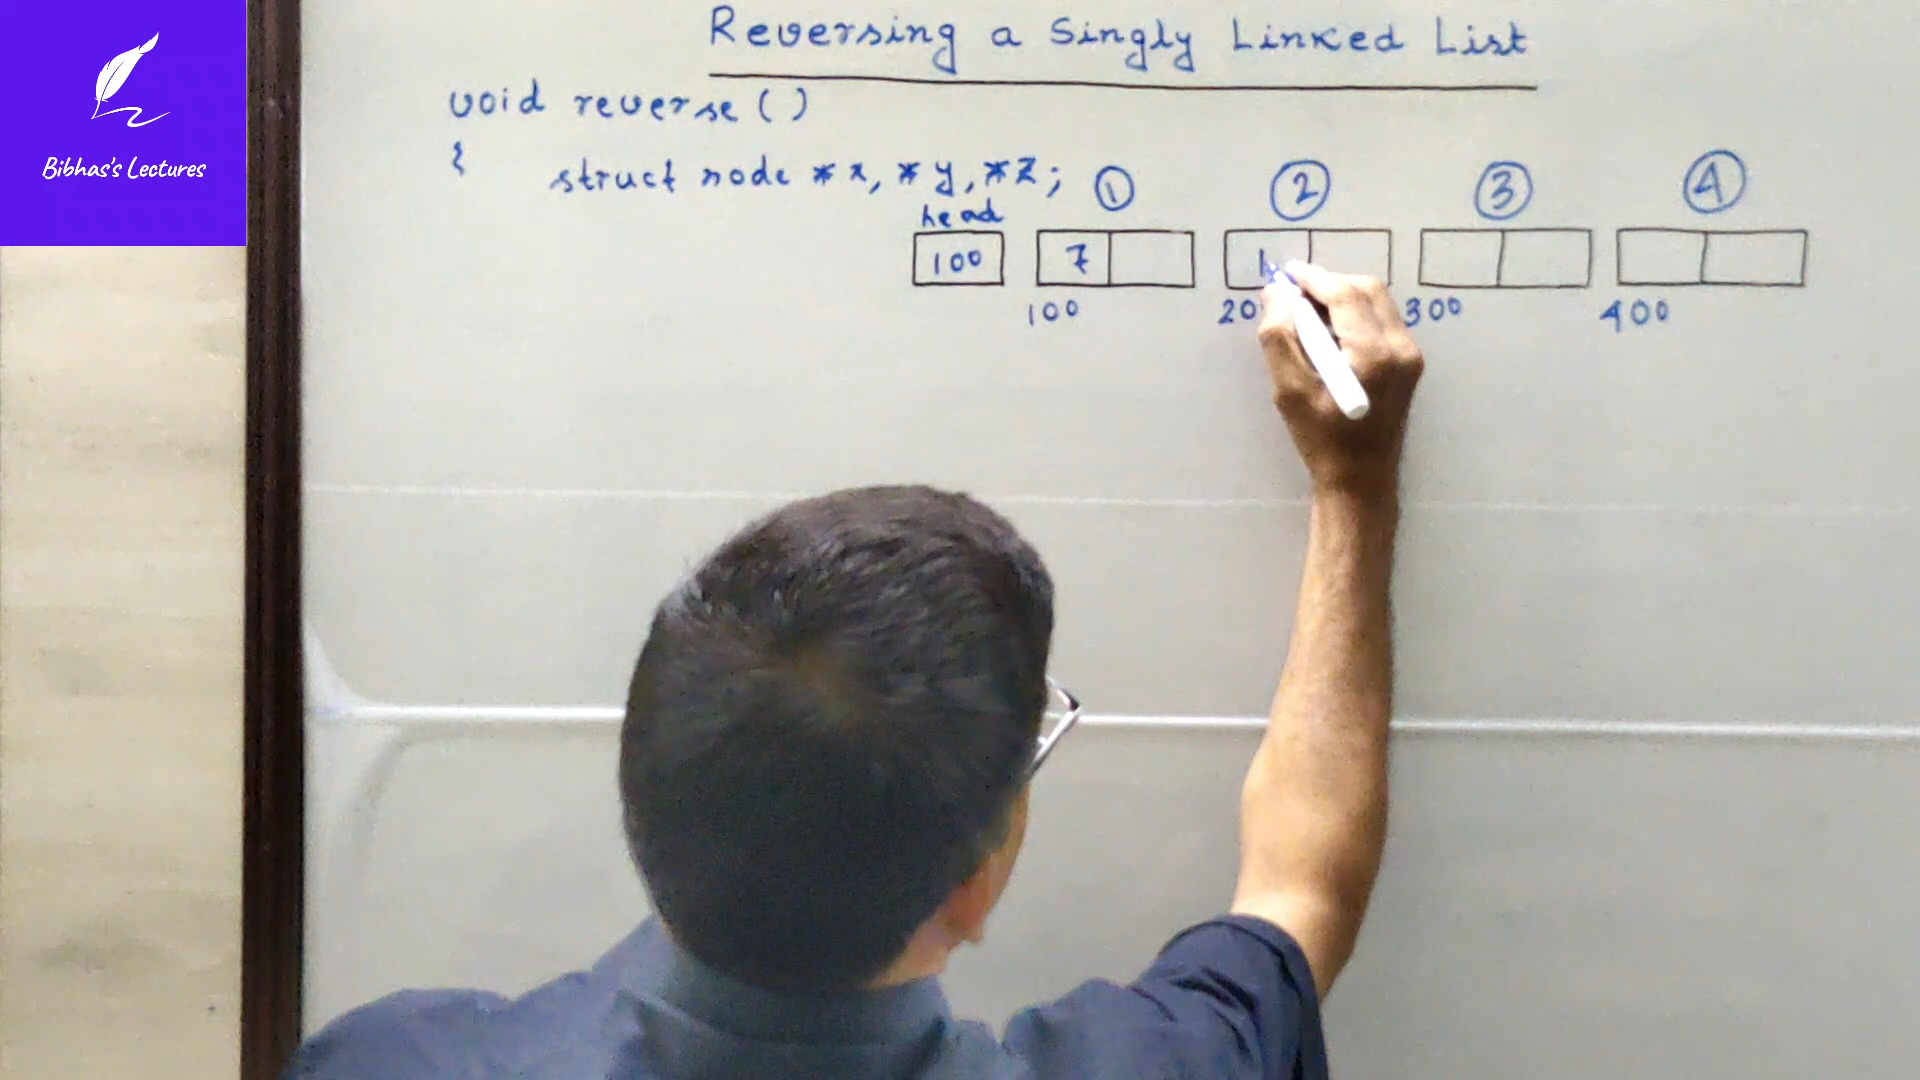 Bibhas's Lectures
Reversing a Singly Linked List
void reverse ( )
{
struct node *x, *y, *z;
① ② ③ ④
head
100 7
100 300 400